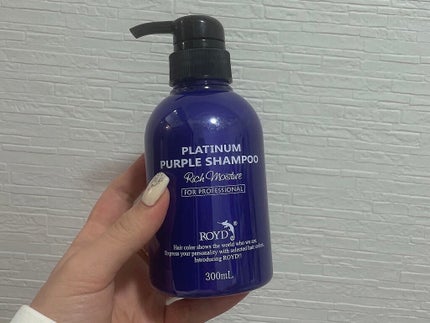 PLATINUM
PURPLE SHAMPOO
Rich Moisture
FOR PROFESSIONAL
ROYD
Hair color shows the world who we are.
Express your personality with selected hair colors.
Introducing ROYD!!
300mL